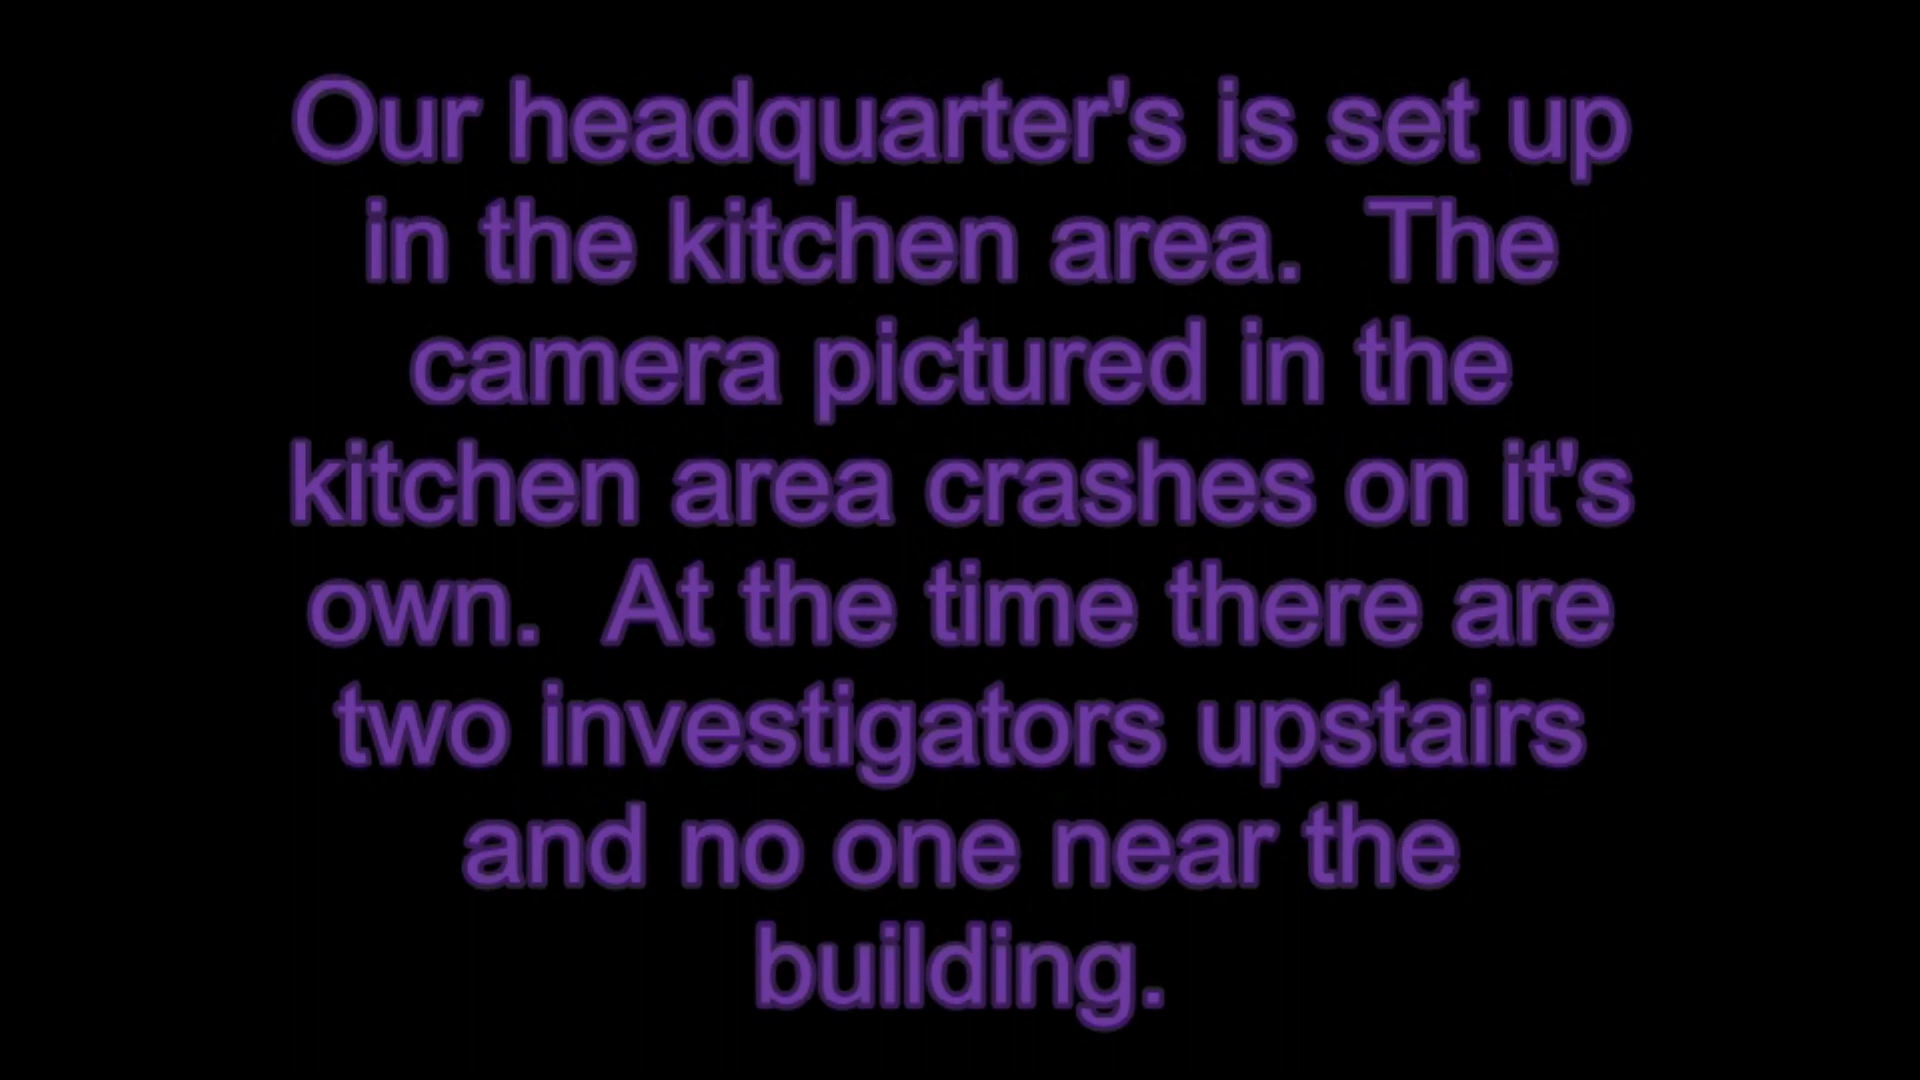 Our headquarter's is set up
in the kitchen area.  The
camera pictured in the
kitchen area crashes on it's
own.  At the time there are
two investigators upstairs
and no one near the
building.